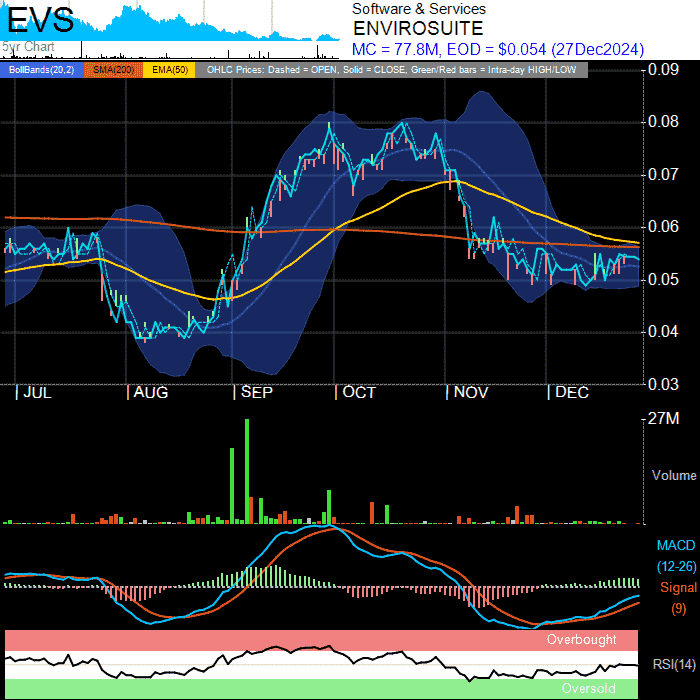 EVS
5yr Chart
Software & Services
ENVIROSUITE
MC = 77.8M, EOD = $0.054 (27Dec2024)
BollBands(20,2) SMA(200) EMA(50) OHLC Prices: Dashed = OPEN, Solid = CLOSE, Green/Red bars = Intra-day HIGH/LOW
0.09
0.08
0.07
0.06
0.05
0.04
0.03
JUL AUG SEP OCT NOV DEC
27M
Volume
MACD
(12-26)
Signal
(9)
Overbought
RSI(14)
Oversold